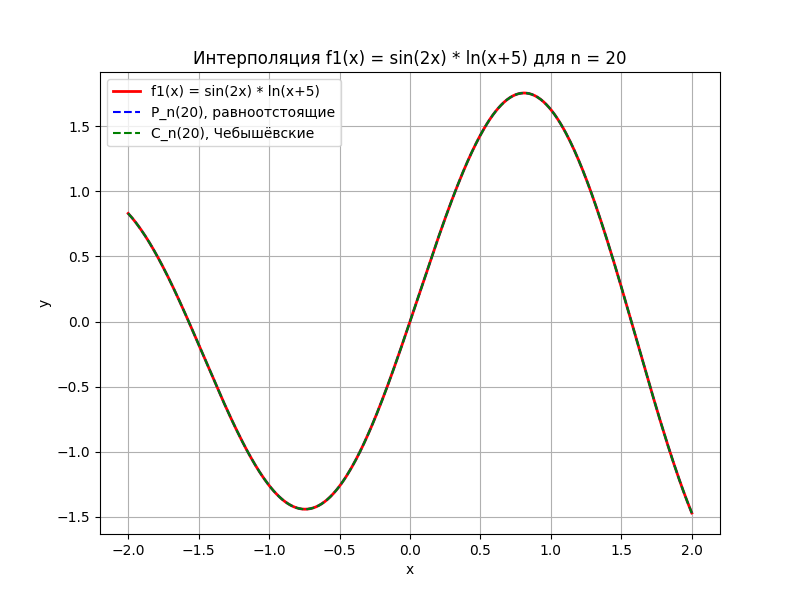 Интерполяция f1(x) = sin(2x) * ln(x+5) для n = 20
f1(x) = sin(2x) * ln(x+5)
P_n(20), равноотстоящие
C_n(20), Чебышёвские
1.5
1.0
0.5
0.0
−0.5
−1.0
−1.5
y
−2.0 −1.5 −1.0 −0.5 0.0 0.5 1.0 1.5 2.0
x